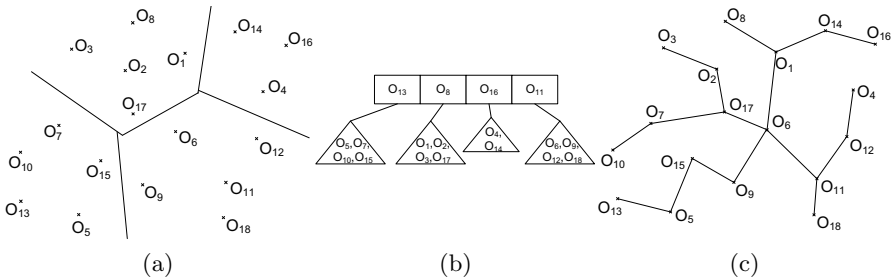 O8
O14
O3
O1
O16
O2
O4
O17
O7
O6
O12
O10
O15
O9
O11
O13
O5
O18
(a)
O13 O8 O16 O11
O5,O7, O10,O15
O1,O2, O3,O17
O4, O14
O6,O9, O12,O18
(b)
O8
O14
O3
O16
O1
O2
O4
O17
O7
O6
O12
O10
O15
O11
O9
O13
O5
O18
(c)